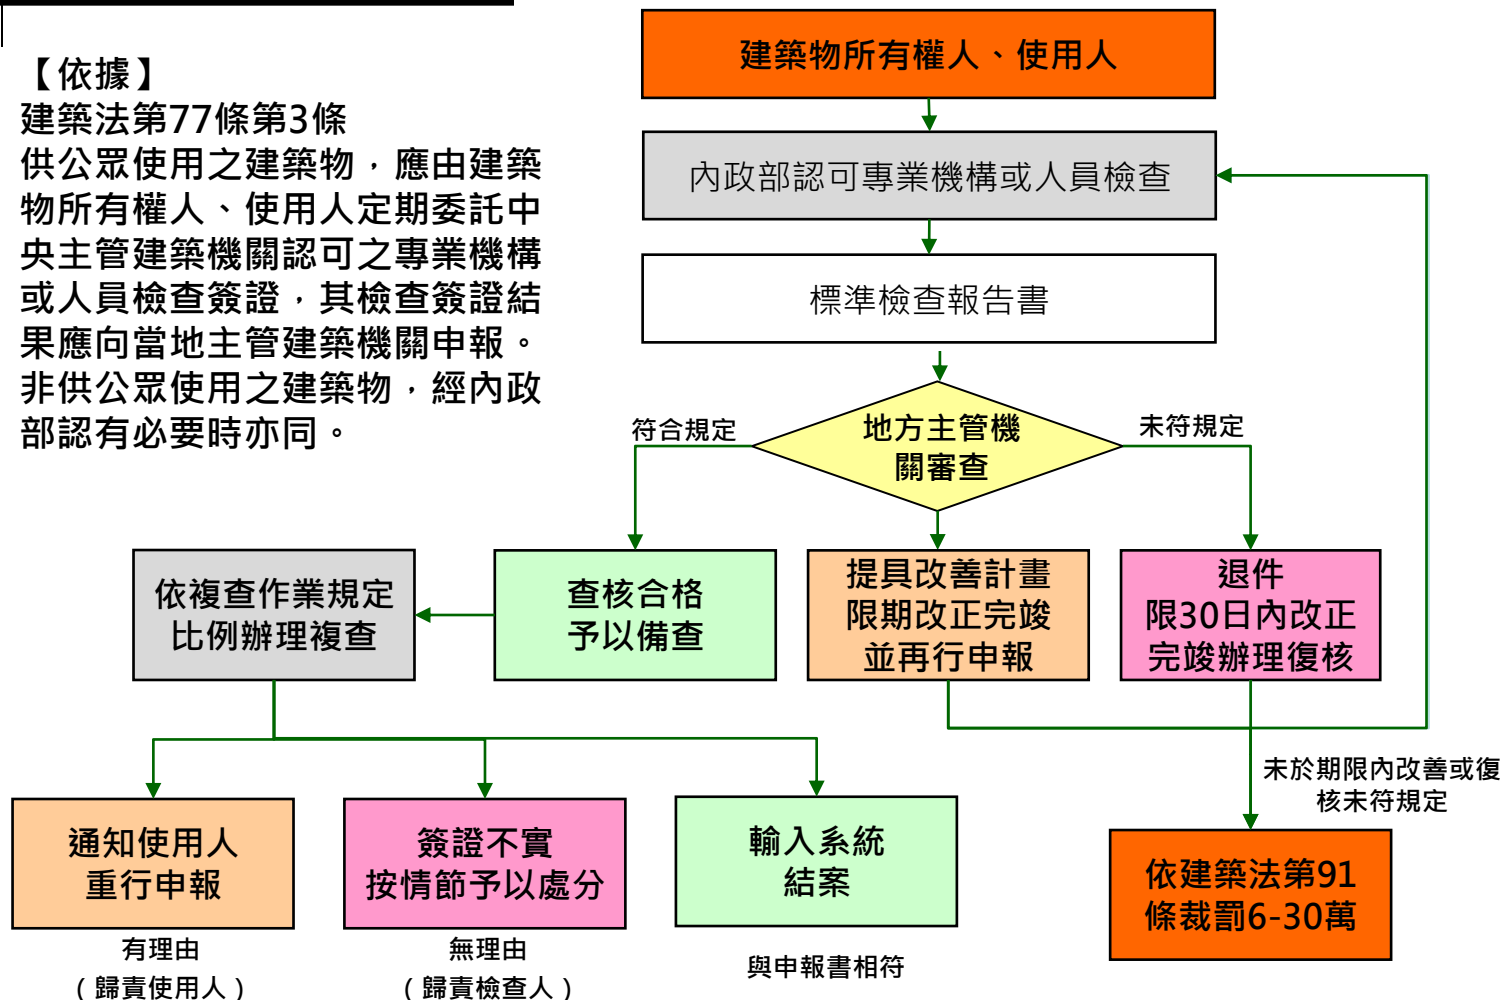 【依據】
建築法第77條第3條
供公眾使用之建築物，應由建築
物所有權人、使用人定期委託中
央主管建築機關認可之專業機構
或人員檢查簽證，其檢查簽證結
果應向當地主管建築機關申報。
非供公眾使用之建築物，經內政
部認有必要時亦同。
建築物所有權人、使用人
內政部認可專業機構或人員檢查
標準檢查報告書
地方主管機
關審查
符合規定
未符規定
依複查作業規定
比例辦理複查
查核合格
予以備查
提具改善計畫
限期改正完竣
並再行申報
退件
限30日內改正
完竣辦理復核
未於期限內改善或復
核未符規定
通知使用人
重行申報
有理由
（歸責使用人）
簽證不實
按情節予以處分
無理由
（歸責檢查人）
輸入系統
結案
與申報書相符
依建築法第91
條裁罰6-30萬